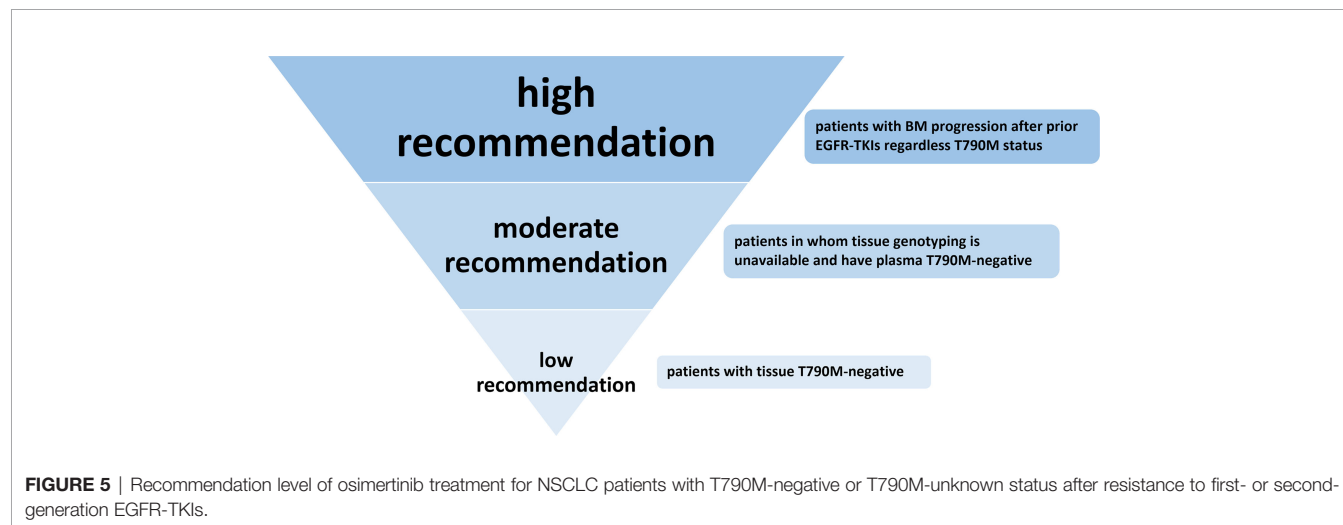 high
recommendation
patients with BM progression after prior
EGFR-TKIs regardless T790M status
moderate
recommendation
patients in whom tissue genotyping is
unavailable and have plasma T790M-negative
low
recommendation
patients with tissue T790M-negative
FIGURE 5 | Recommendation level of osimertinib treatment for NSCLC patients with T790M-negative or T790M-unknown status after resistance to first- or second-
generation EGFR-TKIs.